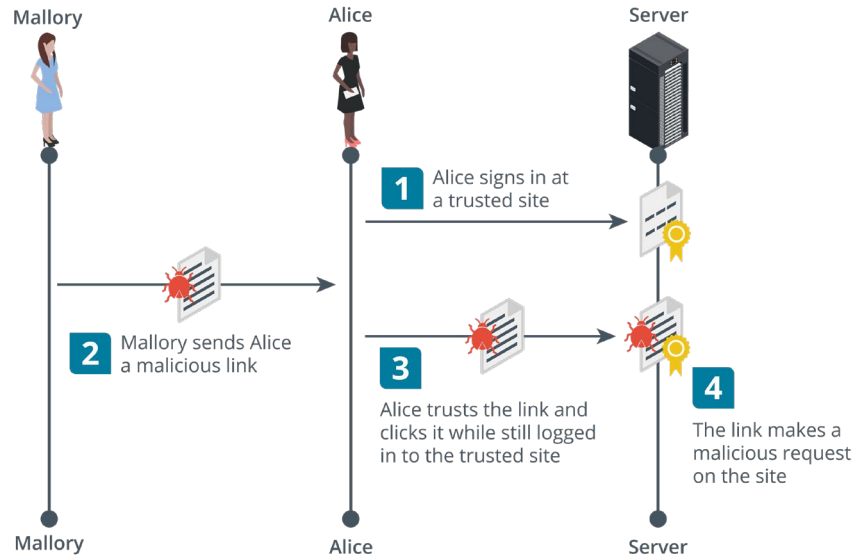 Mallory
Alice
Server
1
Alice signs in at
a trusted site
2
Mallory sends Alice
a malicious link
3
Alice trusts the link and
clicks it while still logged
in to the trusted site
4
The link makes a
malicious request
on the site
Mallory
Alice
Server